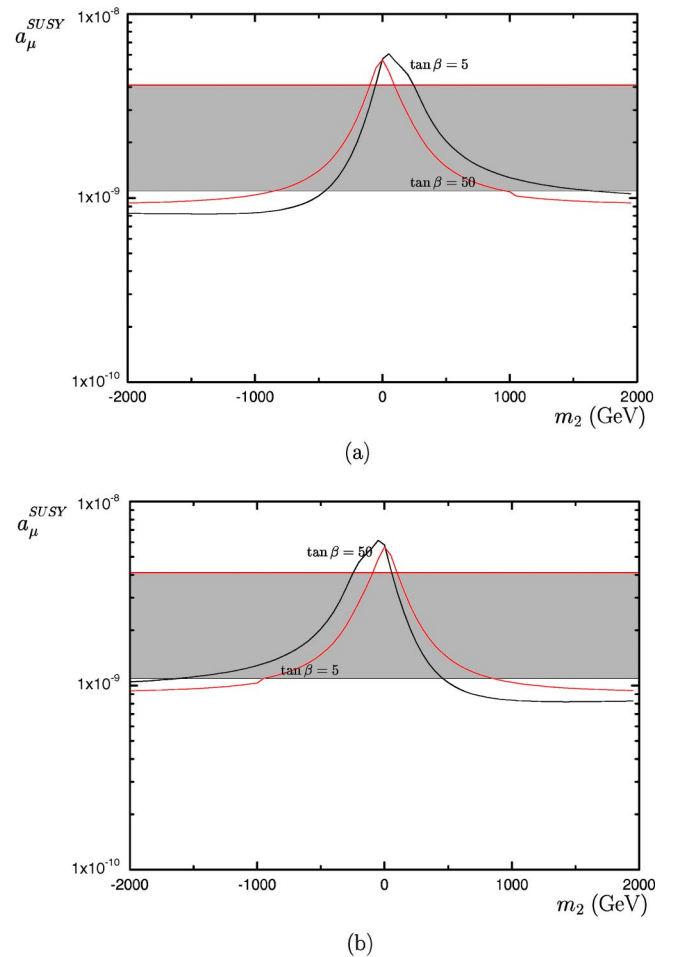 a_μ^SUSY
1x10^-8
tan β = 5
tan β = 50
1x10^-9
1x10^-10
-2000 -1000 0 1000 2000
m_2 (GeV)
(a)
a_μ^SUSY
1x10^-8
tan β = 50
tan β = 5
1x10^-9
1x10^-10
-2000 -1000 0 1000 2000
m_2 (GeV)
(b)